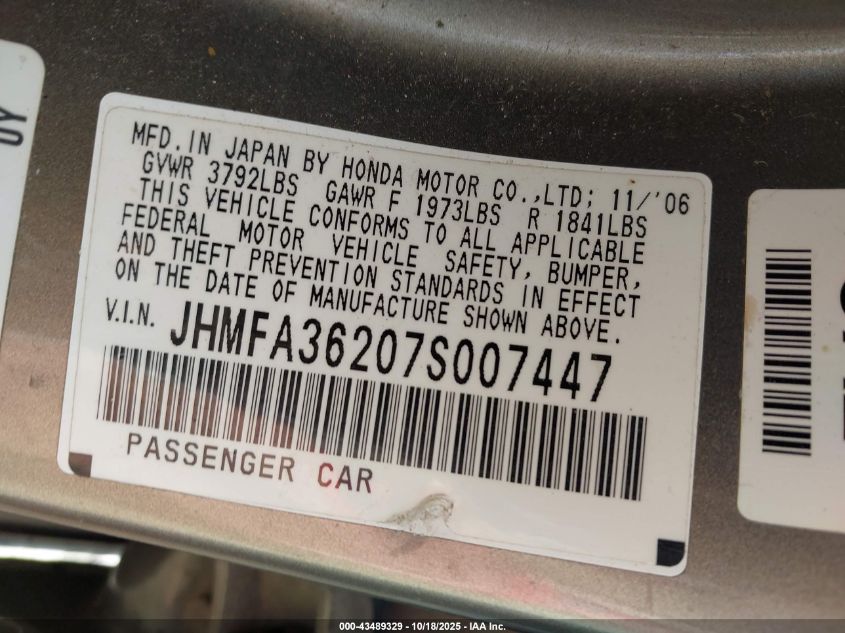 0Y
MFD.IN JAPAN BY HONDA MOTOR CO.,LTD; 11/'06
GVWR 3792LBS GAWR F 1973LBS R 1841LBS
THIS VEHICLE CONFORMS TO ALL APPLICABLE
FEDERAL MOTOR VEHICLE SAFETY, BUMPER,
AND THEFT PREVENTION STANDARDS IN EFFECT
ON THE DATE OF MANUFACTURE SHOWN ABOVE.
V.I.N. JHMFA36207S007447
PASSENGER CAR
000-43489329 - 10/18/2025 - IAA Inc.